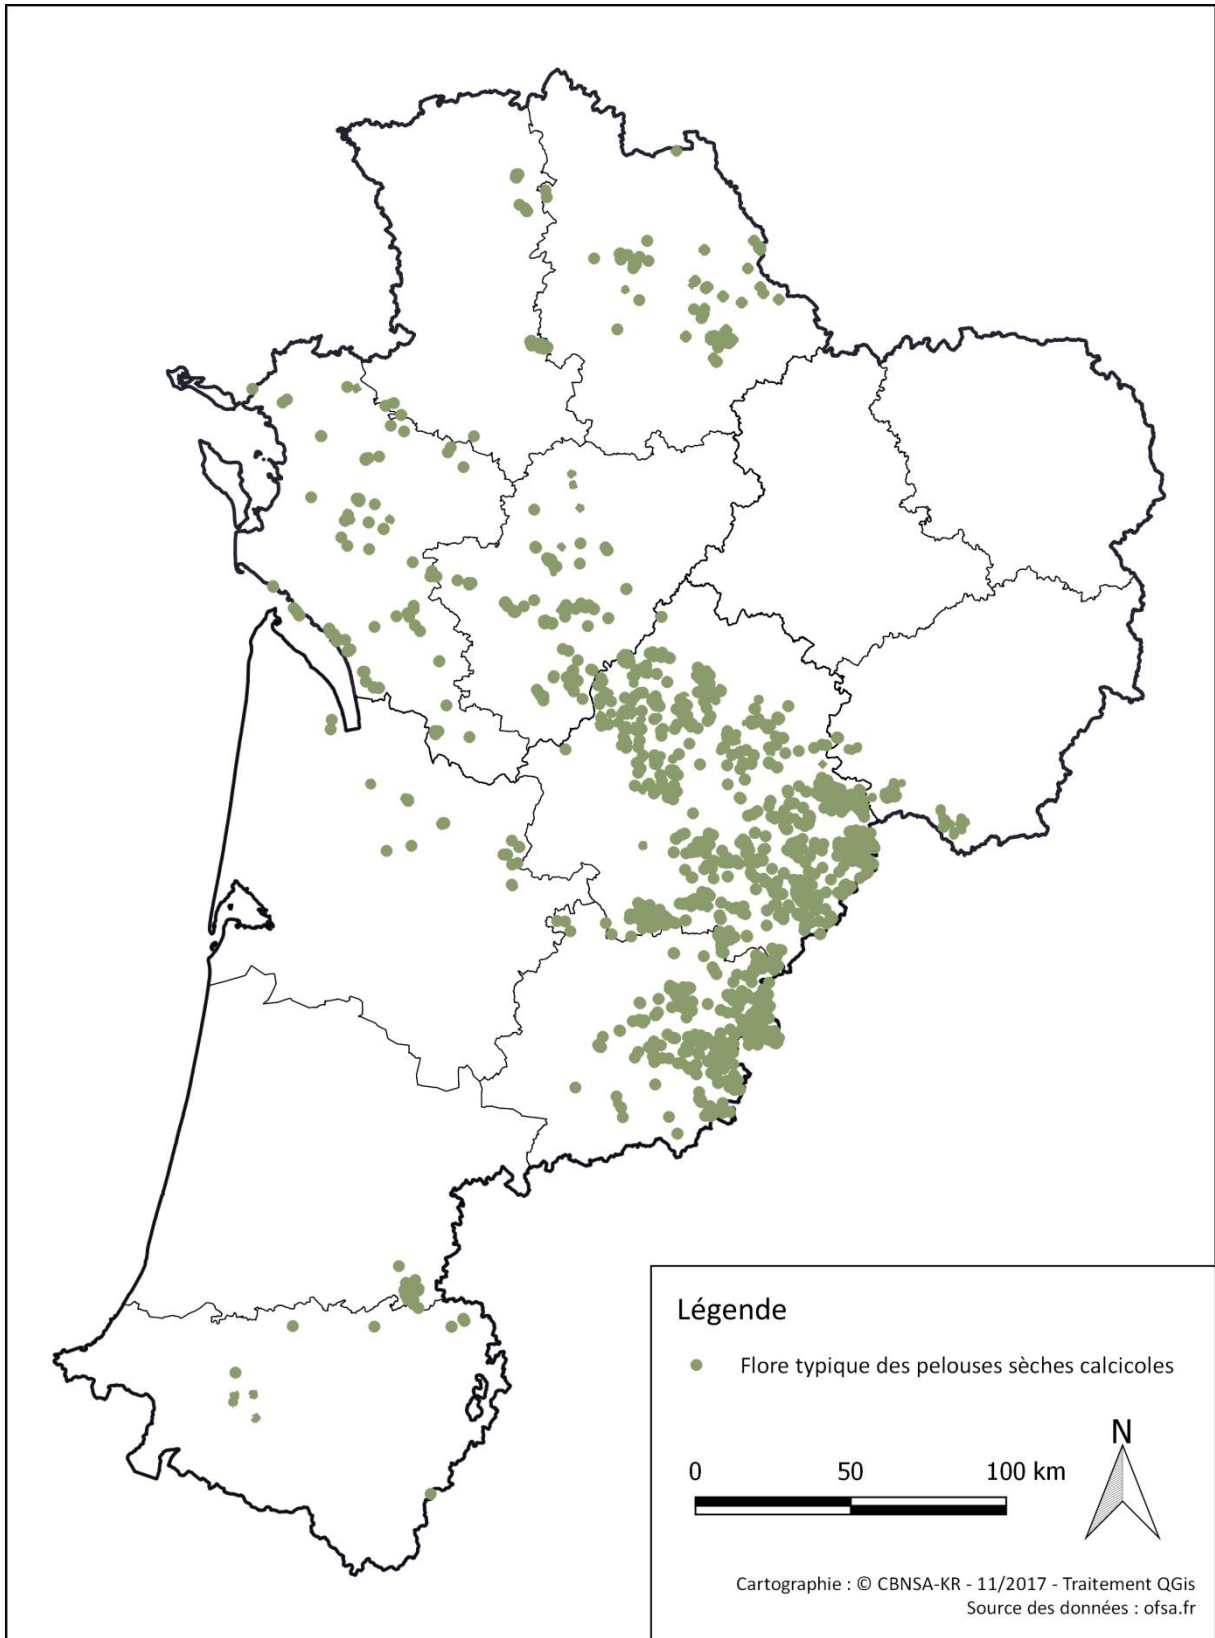 Légende
Flore typique des pelouses sèches calcicoles
N
0 50 100 km
Cartographie : © CBNSA-KR - 11/2017 - Traitement QGis
Source des données : ofsa.fr